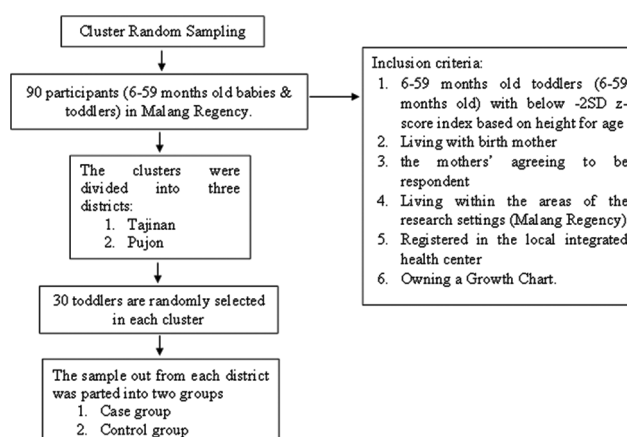 Cluster Random Sampling
90 participants (6-59 months old babies &
toddlers) in Malang Regency.
The clusters were
divided into three
districts:
1. Tajinan
2. Pujon
30 toddlers are randomly selected
in each cluster
The sample out from each district
was parted into two groups
1. Case group
2. Control group
Inclusion criteria:
1. 6-59 months old toddlers (6-59
months old) with below -2SD z-
score index based on height for age
2. Living with birth mother
3. the mothers' agreeing to be
respondent
4. Living within the areas of the
research settings (Malang Regency)
5. Registered in the local integrated
health center
6. Owning a Growth Chart.